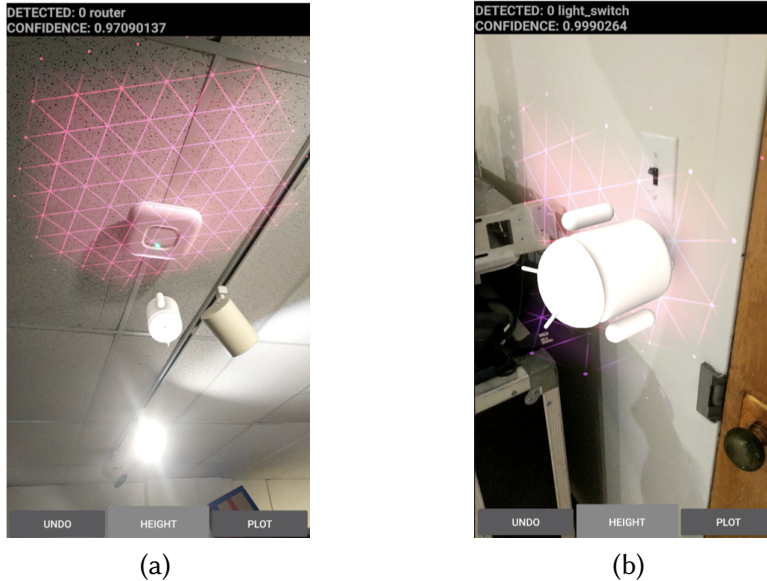 DETECTED: 0 router
CONFIDENCE: 0.97090137
UNDO
HEIGHT
PLOT
(a)
DETECTED: 0 light_switch
CONFIDENCE: 0.9990264
UNDO
HEIGHT
PLOT
(b)